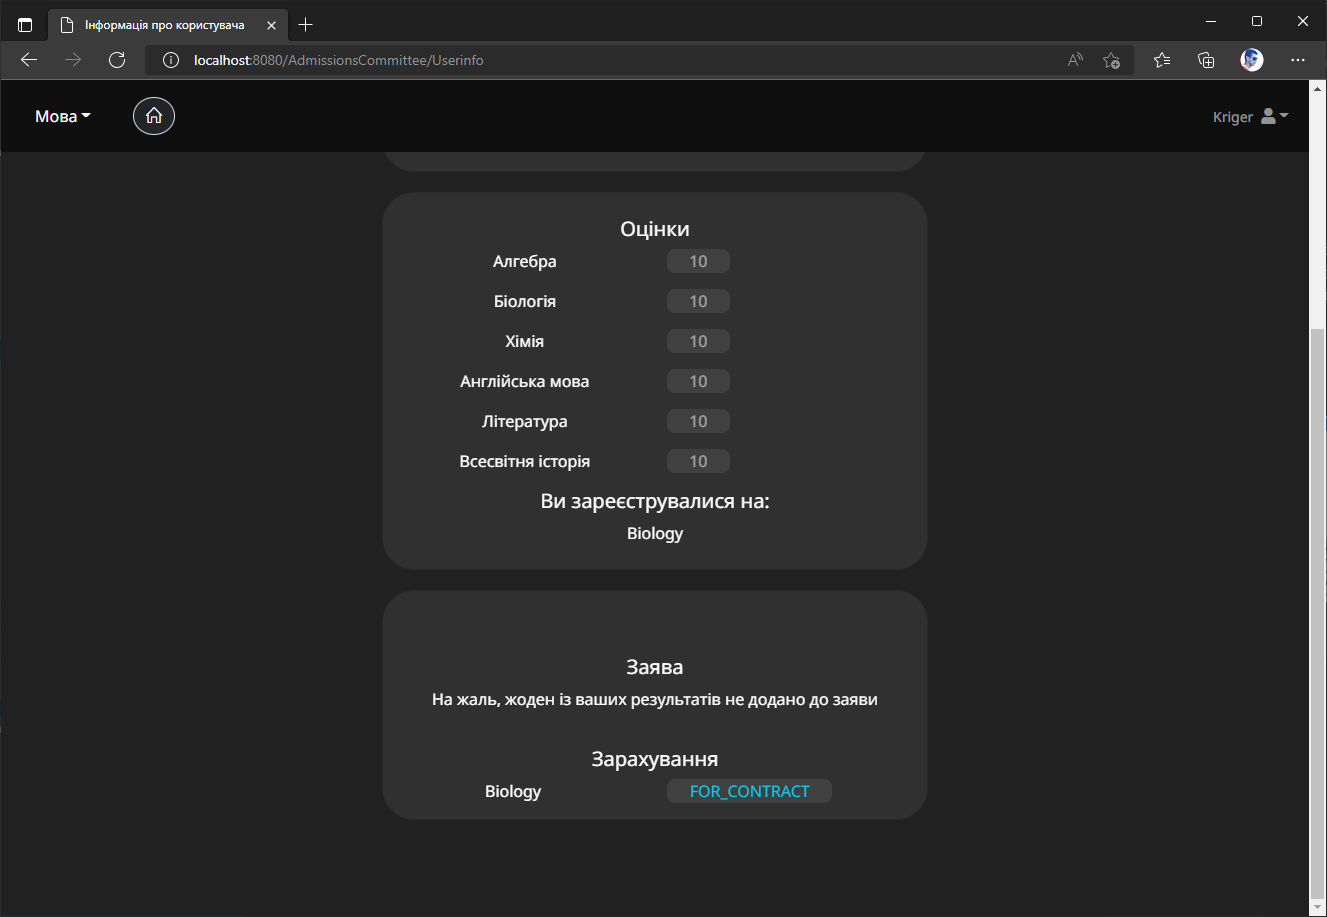 Інформація про користувача
localhost:8080/AdmissionsCommittee/Userinfo
Мова
Kriger
Оцінки
Алгебра 10
Біологія 10
Хімія 10
Англійська мова 10
Література 10
Всесвітня історія 10
Ви зареєструвалися на:
Biology
Заява
На жаль, жоден із ваших результатів не додано до заяви
Зарахування
Biology FOR_CONTRACT